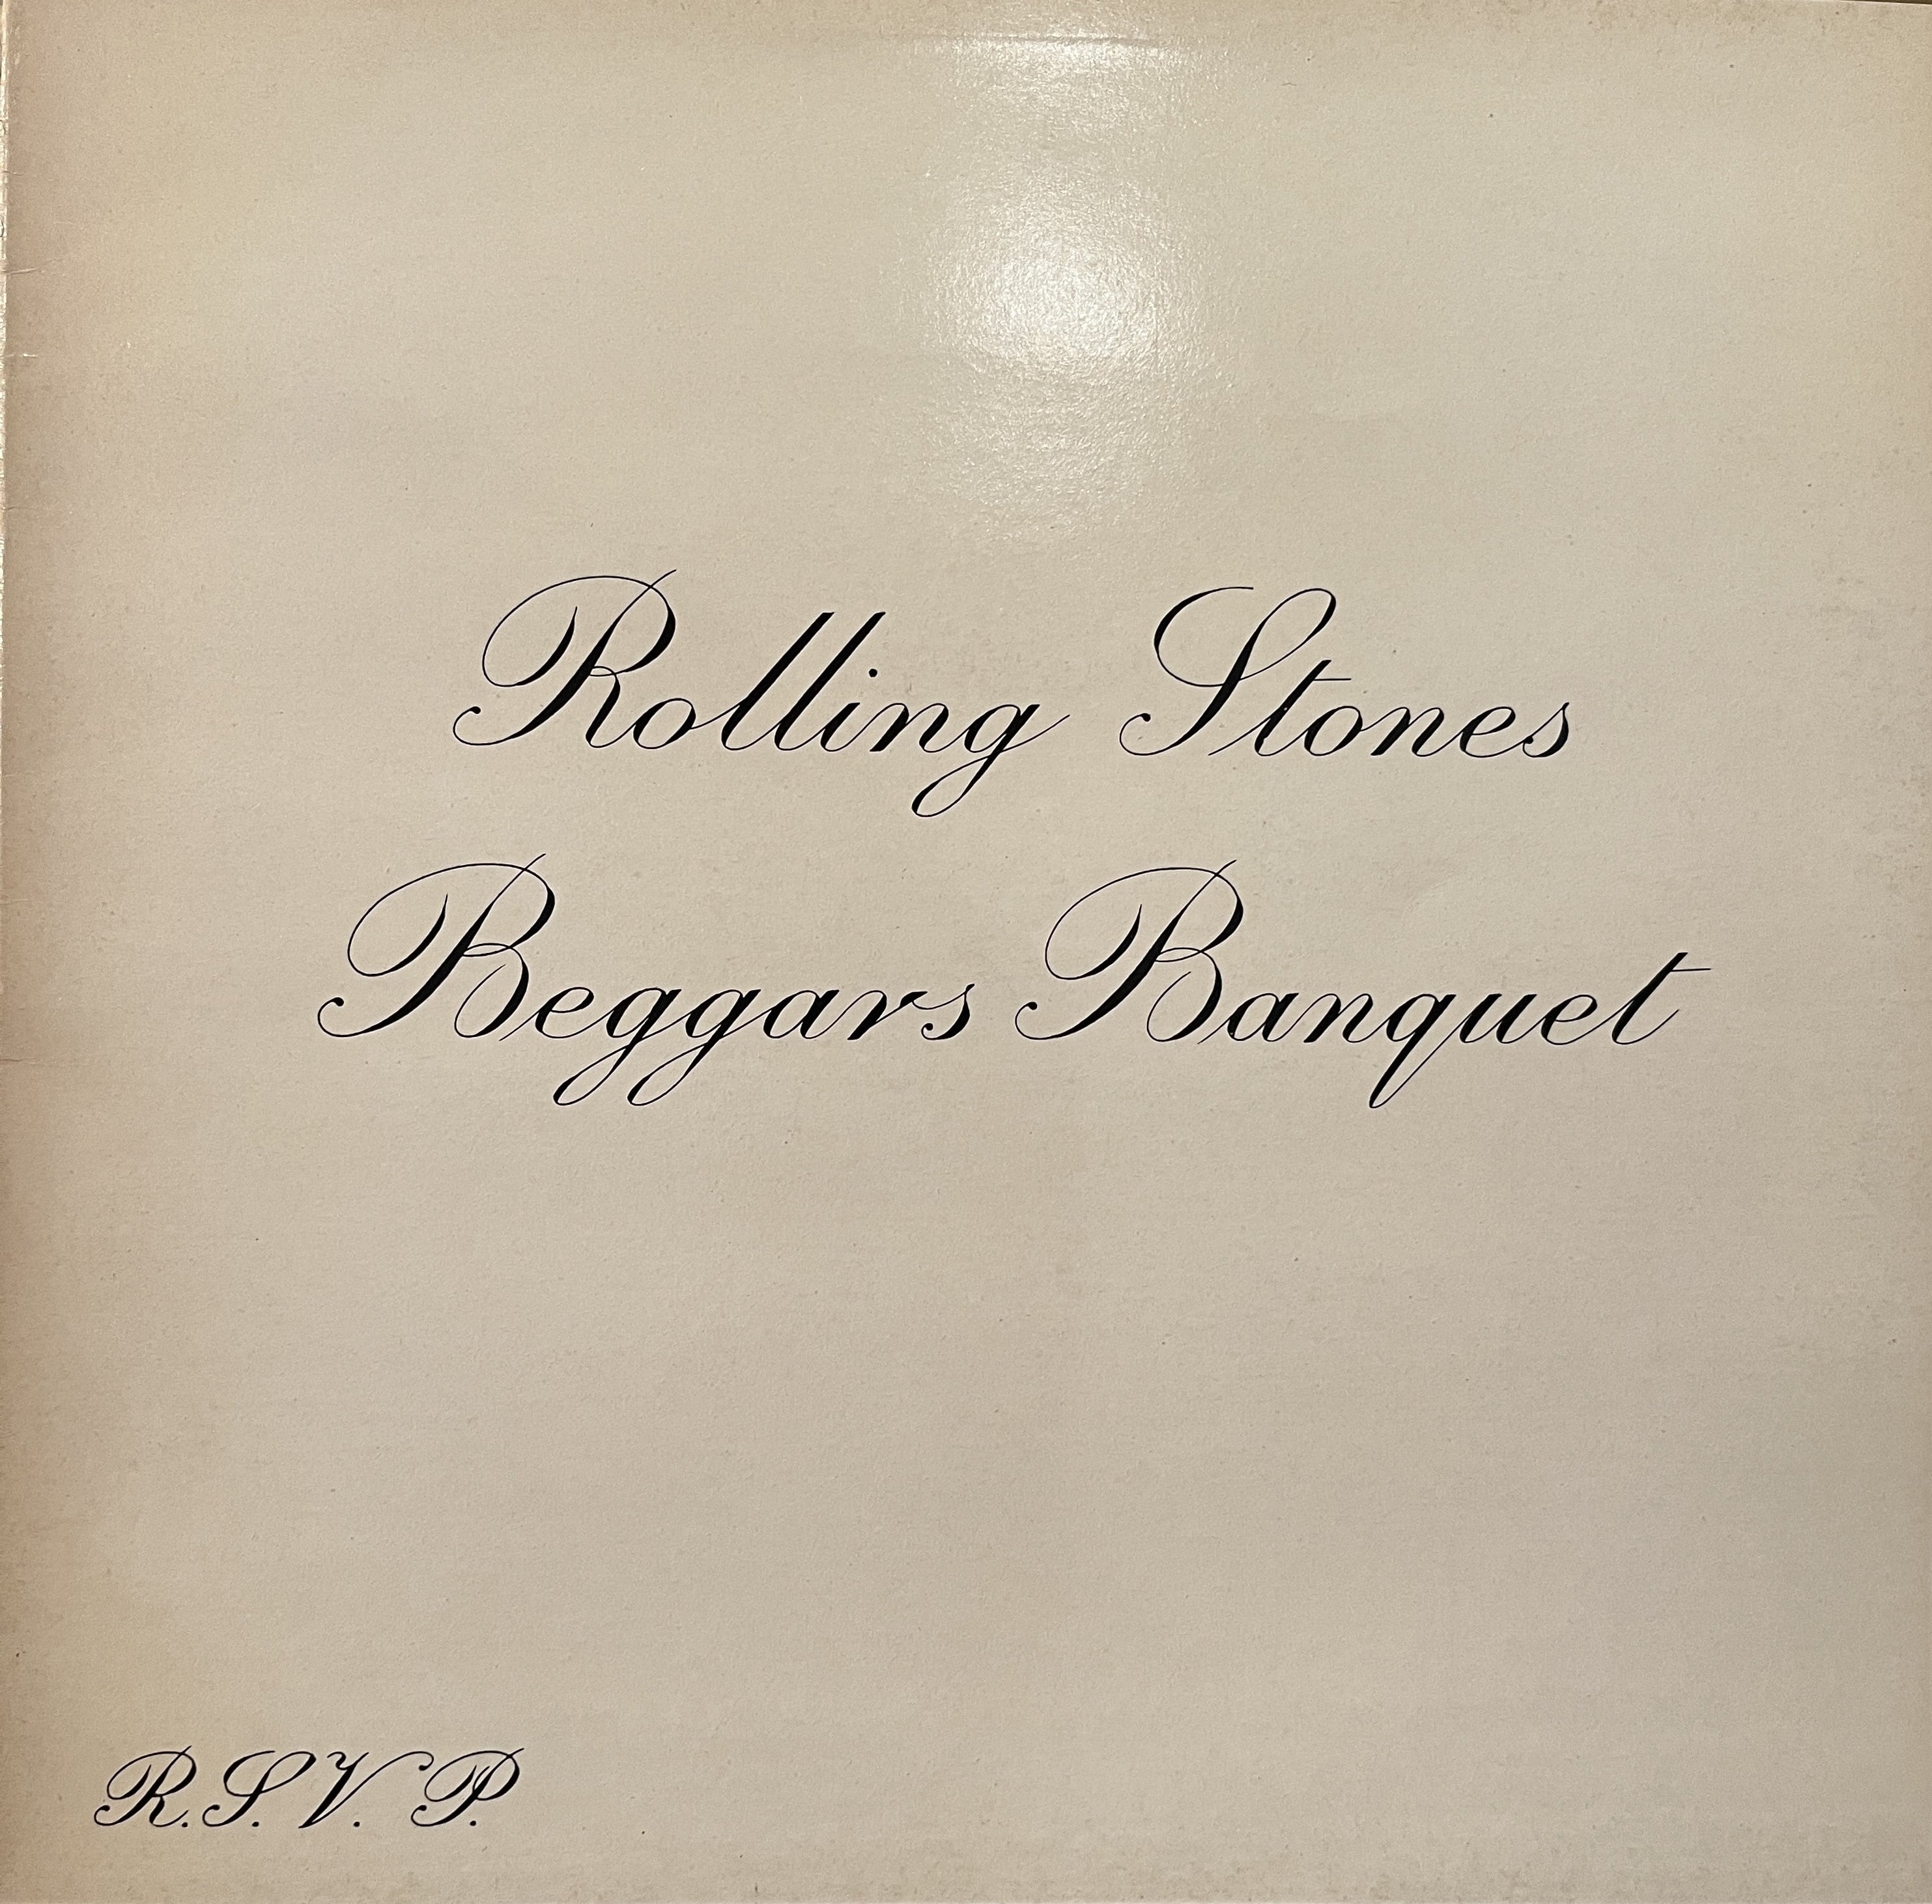 Rolling Stones
Beggars Banquet
R.S.V.P.